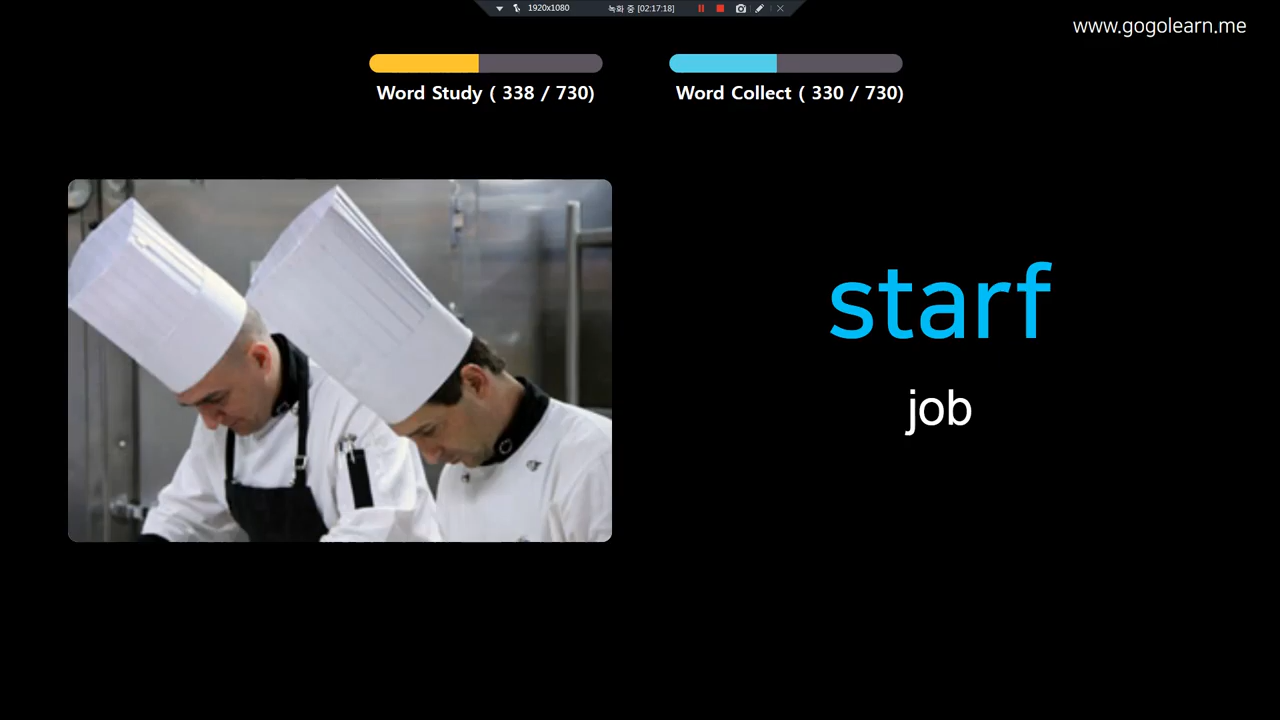 1920x1080 녹화 중 [02:17:18]
www.gogolearn.me
Word Study ( 338 / 730)
Word Collect ( 330 / 730)
starf
job